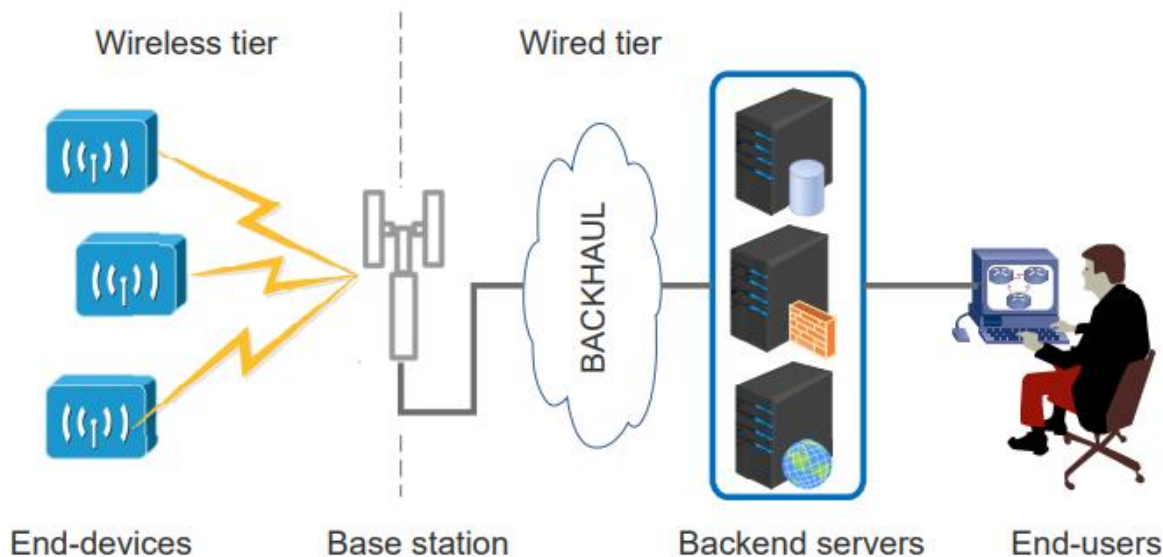 Wireless tier
Wired tier
BACKHAUL
End-devices
Base station
Backend servers
End-users